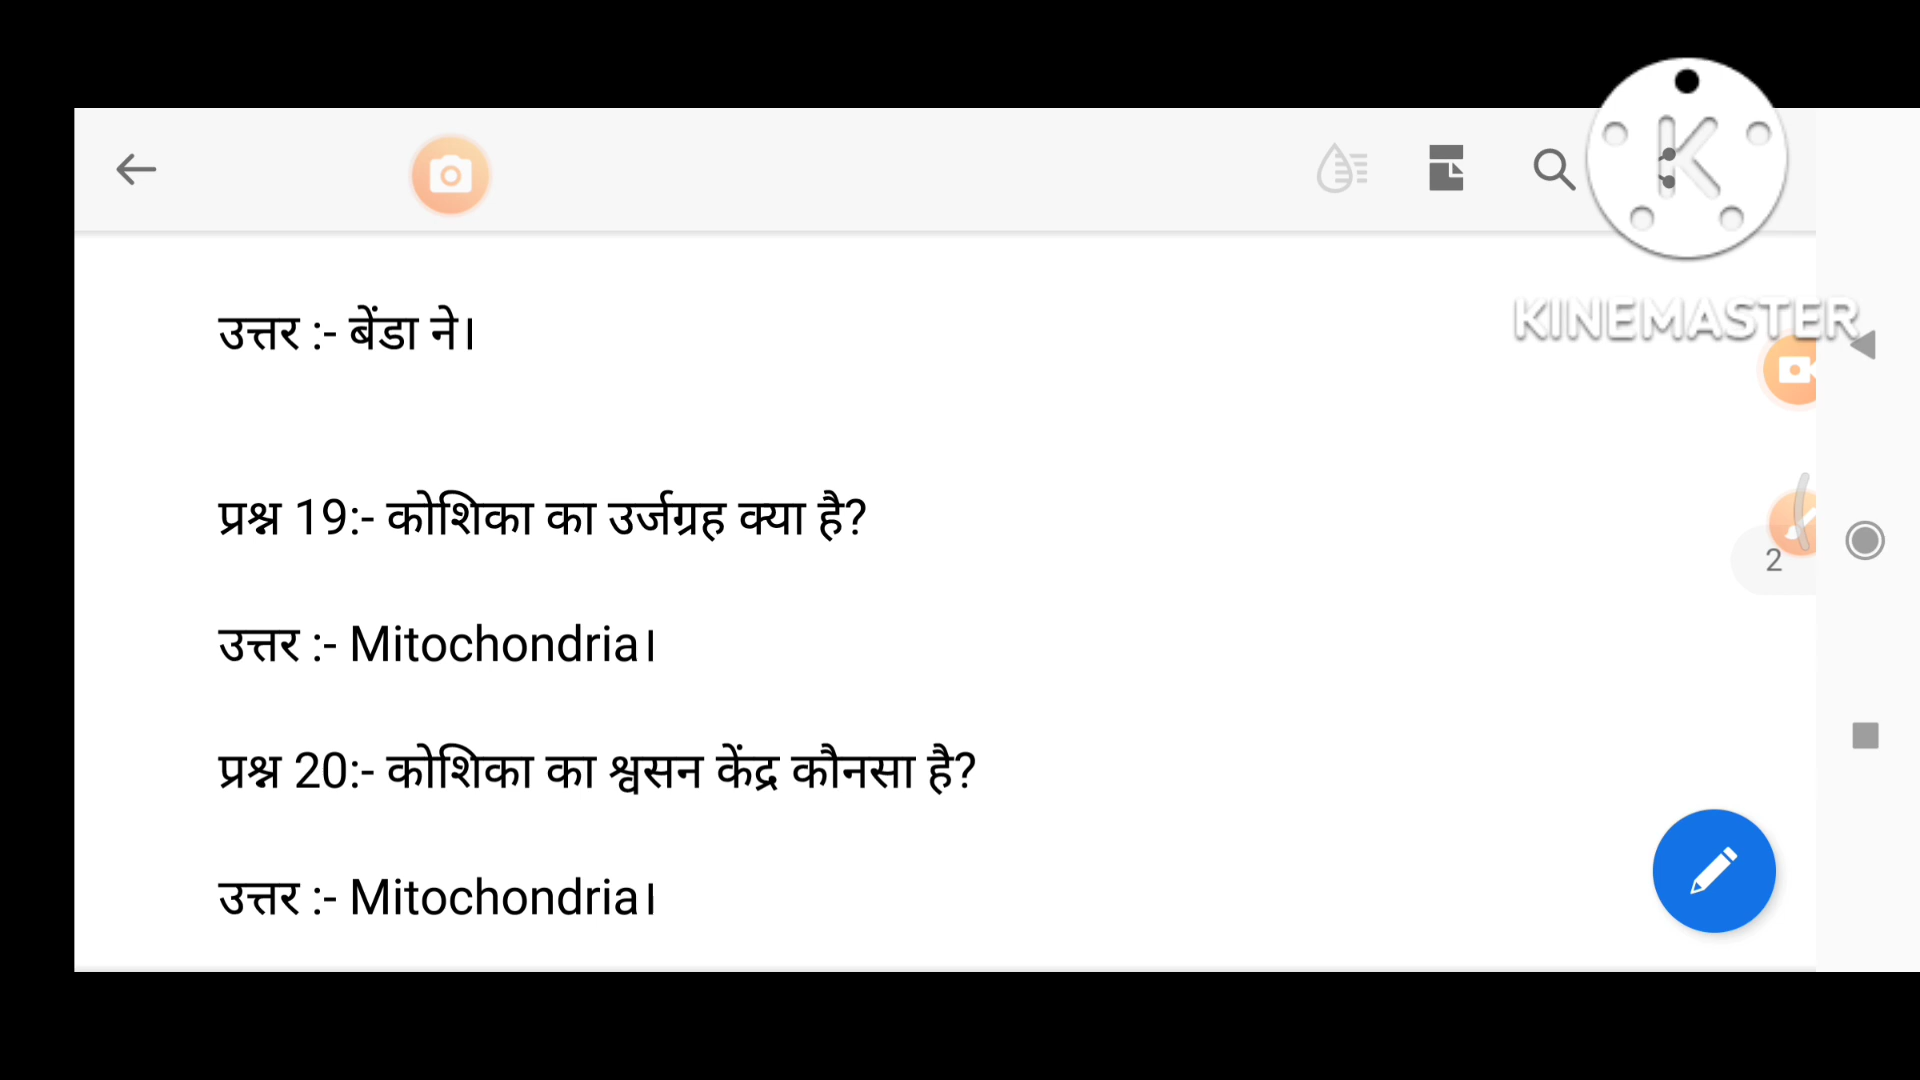 KINEMASTER
उत्तर :- बेंडा ने।
प्रश्न 19:- कोशिका का उर्जग्रह क्या है?
2
उत्तर :- Mitochondria।
प्रश्न 20:- कोशिका का श्वसन केंद्र कौनसा है?
उत्तर :- Mitochondria।